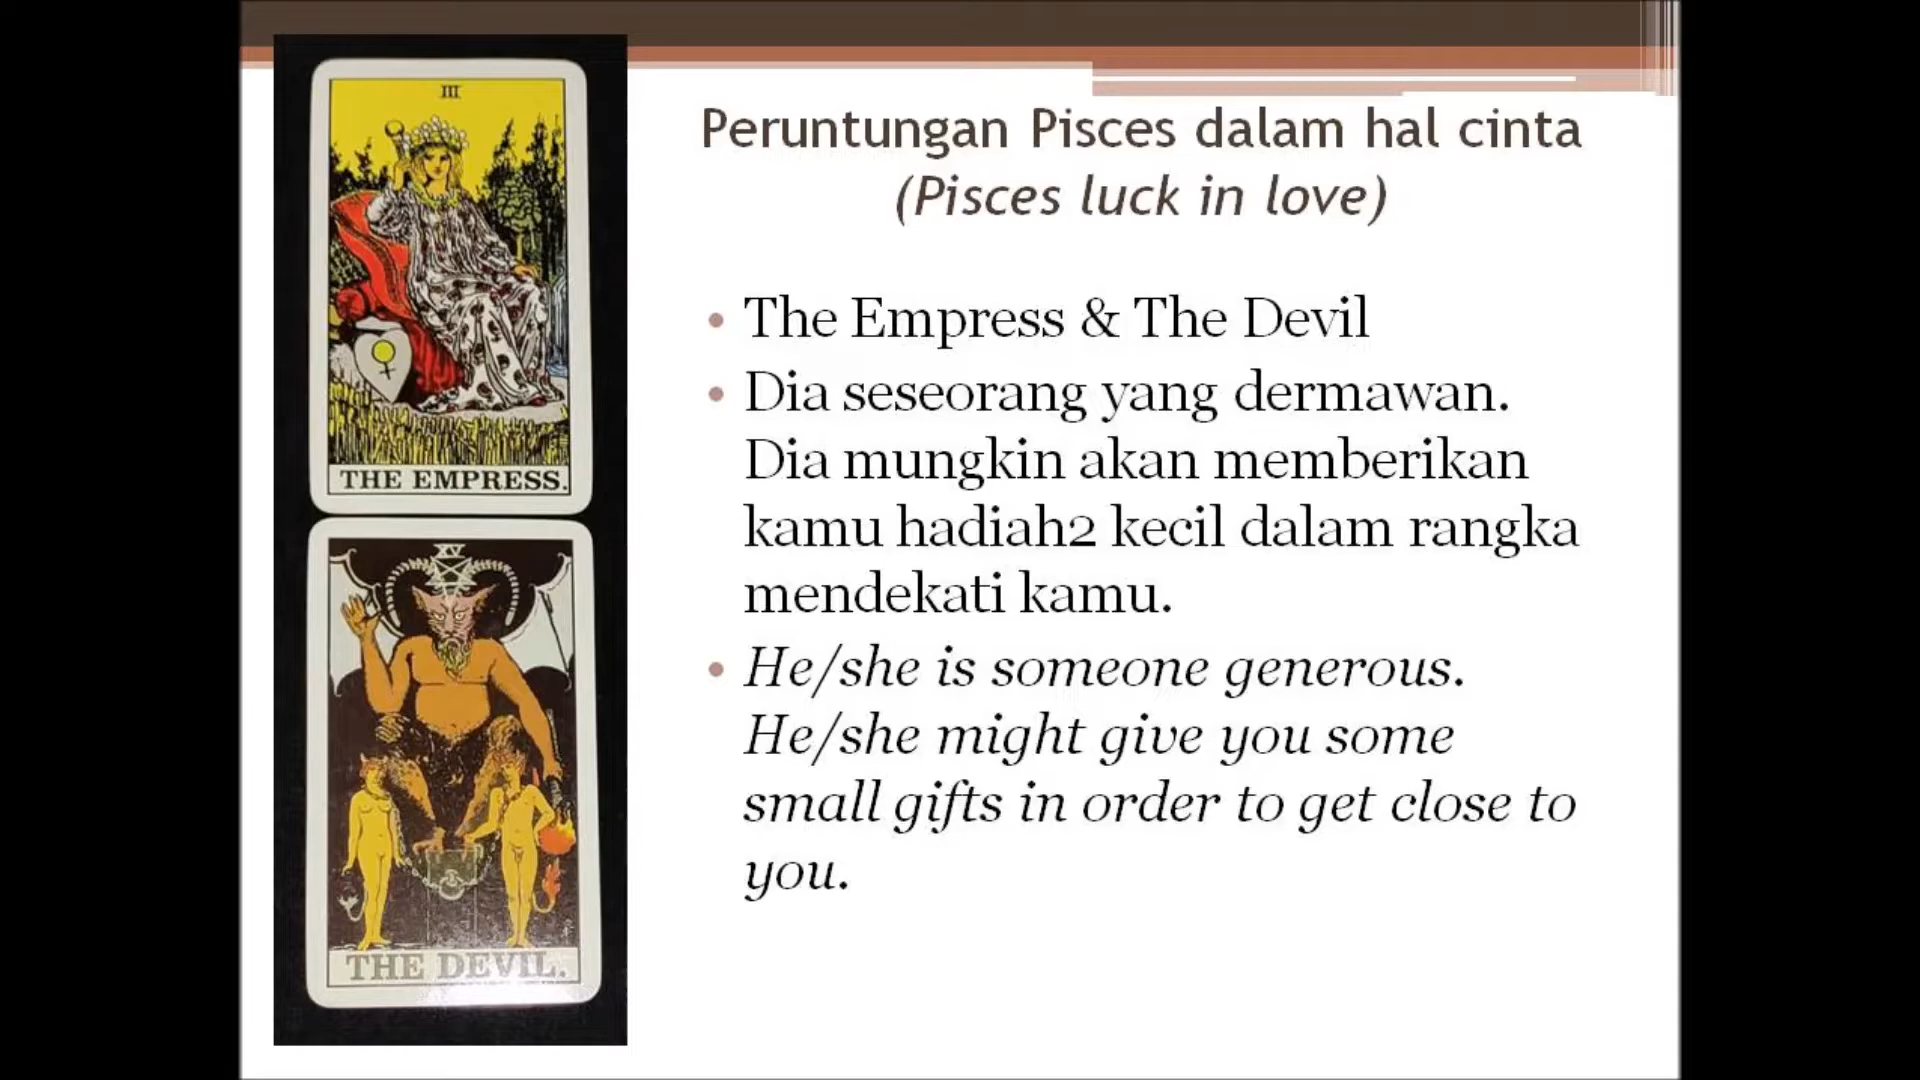 III
THE EMPRESS.
XV
THE DEVIL.
Peruntungan Pisces dalam hal cinta
(Pisces luck in love)
• The Empress & The Devil
• Dia seseorang yang dermawan.
Dia mungkin akan memberikan
kamu hadiah2 kecil dalam rangka
mendekati kamu.
• He/she is someone generous.
He/she might give you some
small gifts in order to get close to
you.